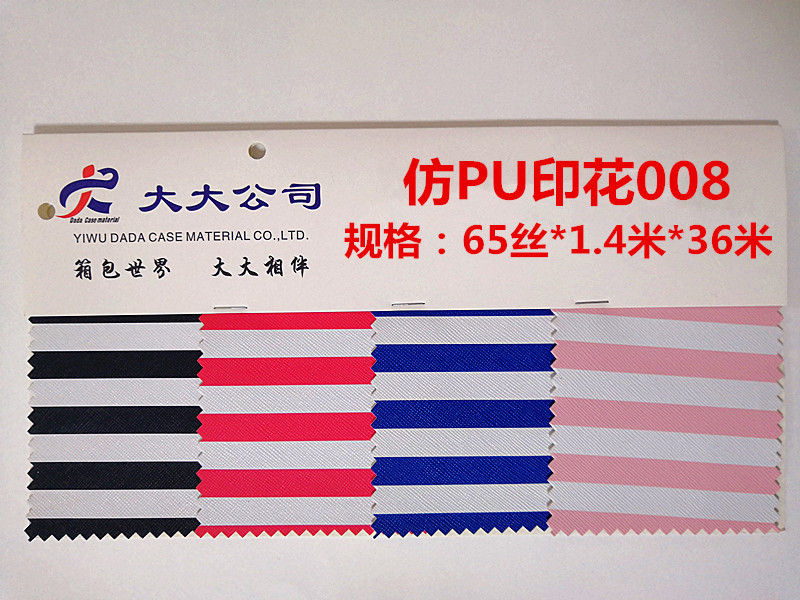 大大公司
Dada Case material
YIWU DADA CASE MATERIAL CO.,LTD.
箱包世界 大大相伴
仿PU印花008
规格：65丝*1.4米*36米